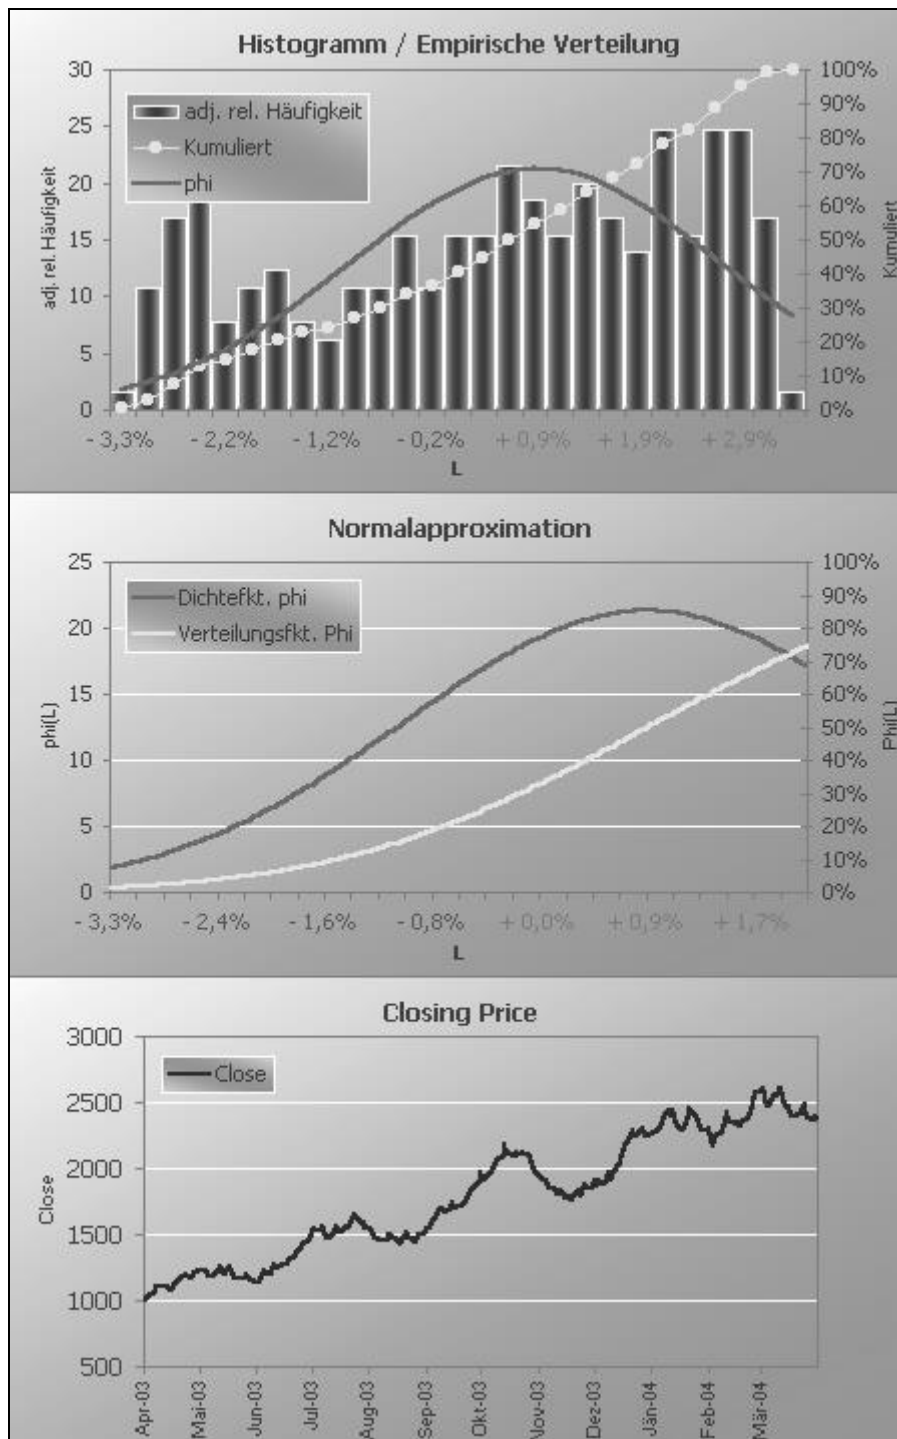 Histogramm / Empirische Verteilung
30
25
20
15
10
5
0
adj. rel. Häufigkeit
adj. rel. Häufigkeit
Kumuliert
phi
100%
90%
80%
70%
60%
50%
40%
30%
20%
10%
0%
Kumuliert
- 3,3% - 2,2% - 1,2% - 0,2% + 0,9% + 1,9% + 2,9%
L
Normalapproximation
25
20
15
10
5
0
phi(L)
Dichtefkt. phi
Verteilungsfkt. Phi
100%
90%
80%
70%
60%
50%
40%
30%
20%
10%
0%
Phi(L)
- 3,3% - 2,4% - 1,6% - 0,8% + 0,0% + 0,9% + 1,7%
L
Closing Price
3000
2500
2000
1500
1000
500
Close
Close
Apr-03
Mai-03
Jun-03
Jul-03
Aug-03
Sep-03
Okt-03
Nov-03
Dez-03
Jän-04
Feb-04
Mär-04